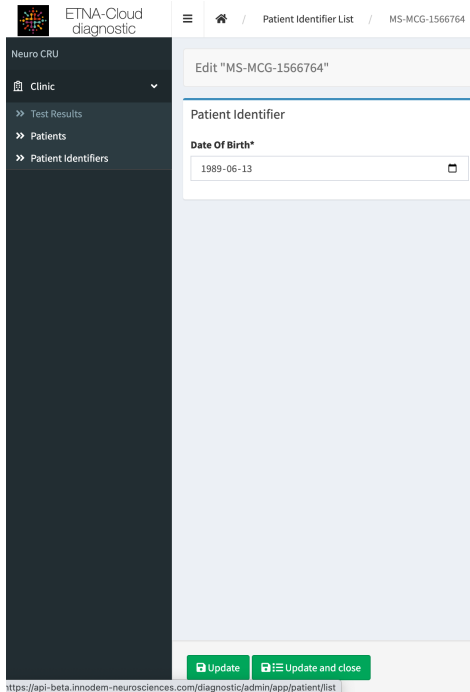 ETNA-Cloud
diagnostic
/ Patient Identifier List / MS-MCG-1566764
Neuro CRU
Edit "MS-MCG-1566764"
Clinic
Test Results
Patient Identifier
Patients
Date Of Birth*
Patient Identifiers
1989-06-13
Update
Update and close
https://api-beta.innodem-neurosciences.com/diagnostic/admin/app/patient/list